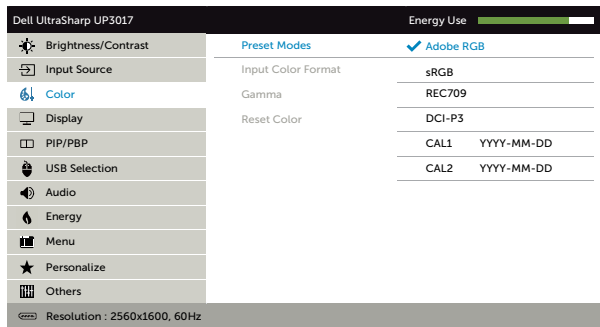 Dell UltraSharp UP3017 Energy Use
Brightness/Contrast Preset Modes Adobe RGB
Input Source Input Color Format sRGB
Color Gamma REC709
Display Reset Color DCI-P3
PIP/PBP CAL1 YYYY-MM-DD
USB Selection CAL2 YYYY-MM-DD
Audio
Energy
Menu
Personalize
Others
Resolution : 2560x1600, 60Hz